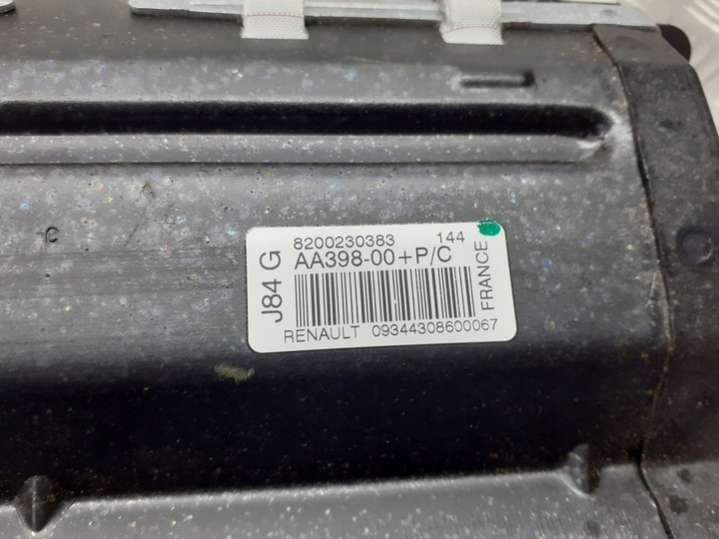 J84 G
8200230383 144
AA398-00+P/C
RENAULT 09344308600067
FRANCE